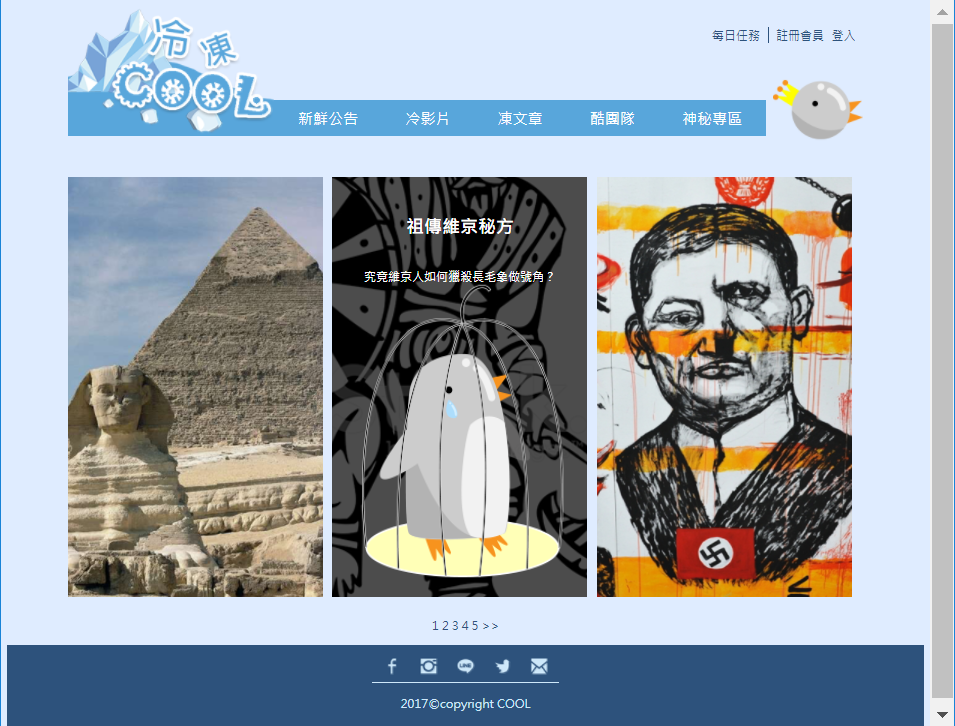 冷凍
COOL
每日任務 | 註冊會員 登入
新鮮公告 冷影片 凍文章 酷團隊 神秘專區
祖傳維京秘方
究竟維京人如何獵殺長毛象做號角？
1 2 3 4 5 > >
LINE
2017©copyright COOL